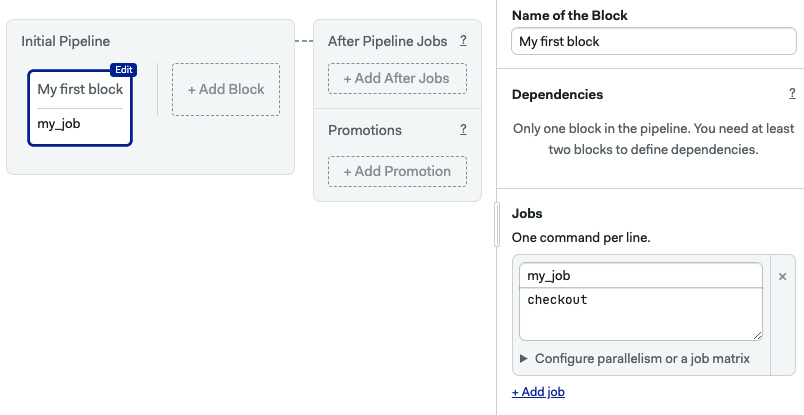 Initial Pipeline
Edit
My first block
my_job
+ Add Block
After Pipeline Jobs ?
+ Add After Jobs
Promotions ?
+ Add Promotion
Name of the Block
My first block
Dependencies ?
Only one block in the pipeline. You need at least
two blocks to define dependencies.
Jobs
One command per line.
my_job
×
checkout
▶ Configure parallelism or a job matrix
+ Add job